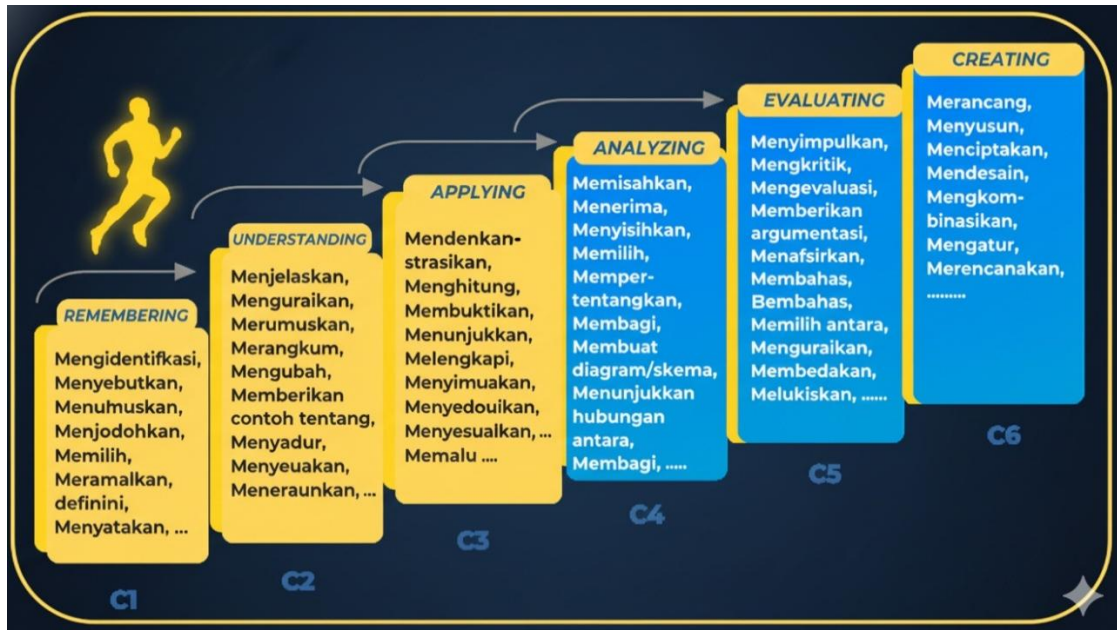 REMEMBERING
Mengidentifkasi,
Menyebutkan,
Menumuskan,
Menjodohkan,
Memilih,
Meramalkan,
definini,
Menyatakan, ...
C1
UNDERSTANDING
Menjelaskan,
Menguraikan,
Merumuskan,
Merangkum,
Mengubah,
Memberikan
contoh tentang,
Menyadur,
Menyeuakan,
Meneraunkan, ...
C2
APPLYING
Mendenkan-
strasikan,
Menghitung,
Membuktikan,
Menunjukkan,
Melengkapi,
Menyimuakan,
Menyedouikan,
Menyesualkan, ...
Memalu ....
C3
ANALYZING
Memisahkan,
Menerima,
Menyisihkan,
Memilih,
Memper-
tentangkan,
Membagi,
Membuat
diagram/skema,
Menunjukkan
hubungan
antara,
Membagi, .....
C4
EVALUATING
Menyimpulkan,
Mengkritik,
Mengevaluasi,
Memberikan
argumentasi,
Menafsirkan,
Membahas,
Bembahas,
Memilih antara,
Menguraikan,
Membedakan,
Melukiskan, ......
C5
CREATING
Merancang,
Menyusun,
Menciptakan,
Mendesain,
Mengkom-
binasikan,
Mengatur,
Merencanakan,
.........
C6